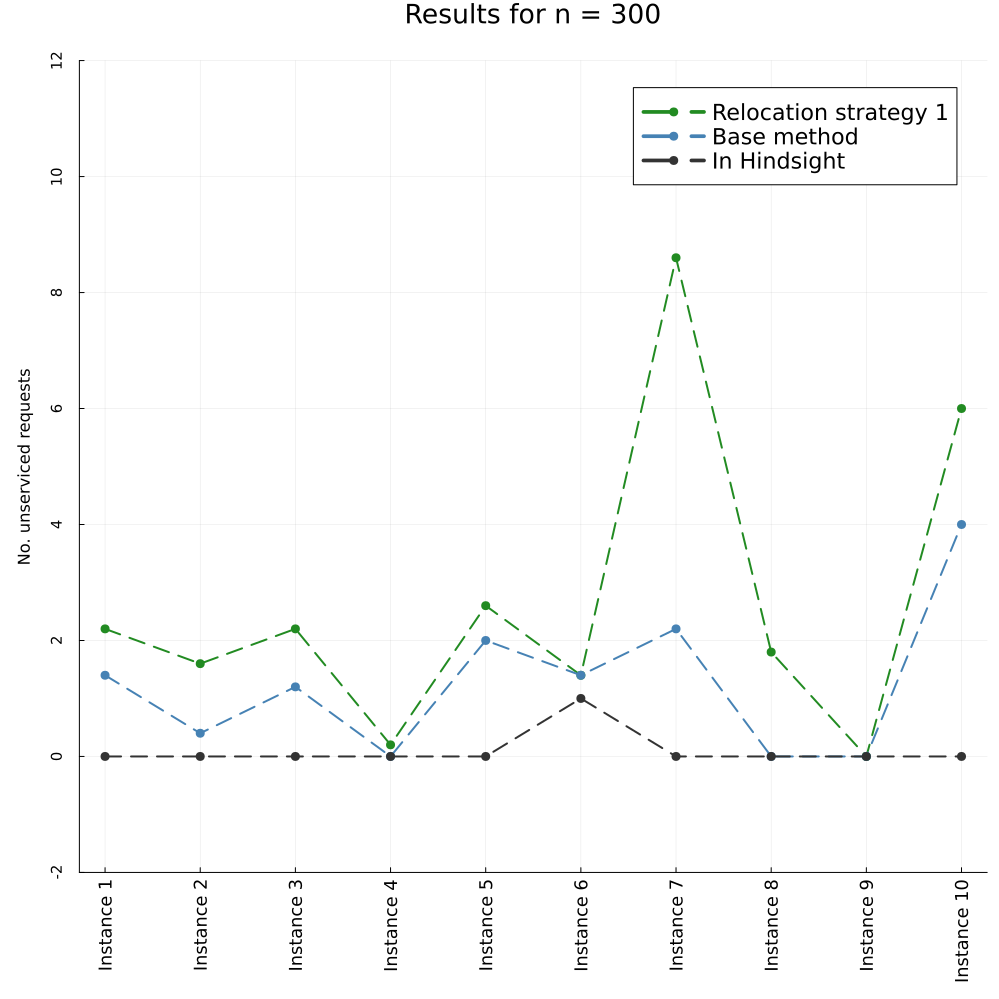 Results for n = 300
Relocation strategy 1
Base method
In Hindsight
No. unserviced requests
12
10
8
6
4
2
0
-2
Instance 1
Instance 2
Instance 3
Instance 4
Instance 5
Instance 6
Instance 7
Instance 8
Instance 9
Instance 10